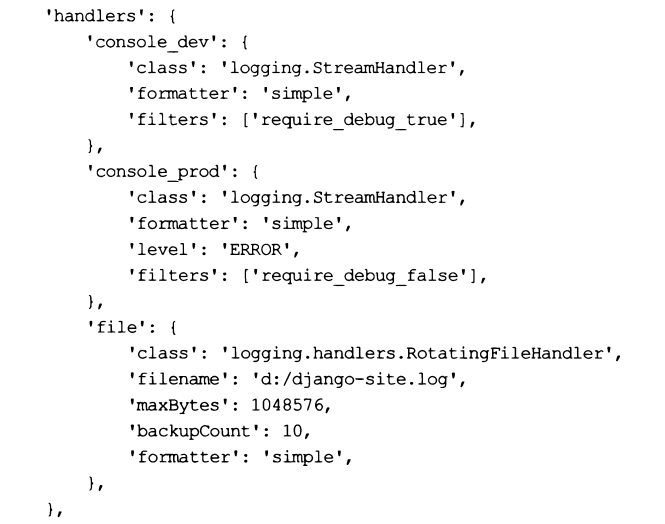 'handlers': {
    'console_dev': {
        'class': 'logging.StreamHandler',
        'formatter': 'simple',
        'filters': ['require_debug_true'],
    },
    'console_prod': {
        'class': 'logging.StreamHandler',
        'formatter': 'simple',
        'level': 'ERROR',
        'filters': ['require_debug_false'],
    },
    'file': {
        'class': 'logging.handlers.RotatingFileHandler',
        'filename': 'd:/django-site.log',
        'maxBytes': 1048576,
        'backupCount': 10,
        'formatter': 'simple',
    },
},